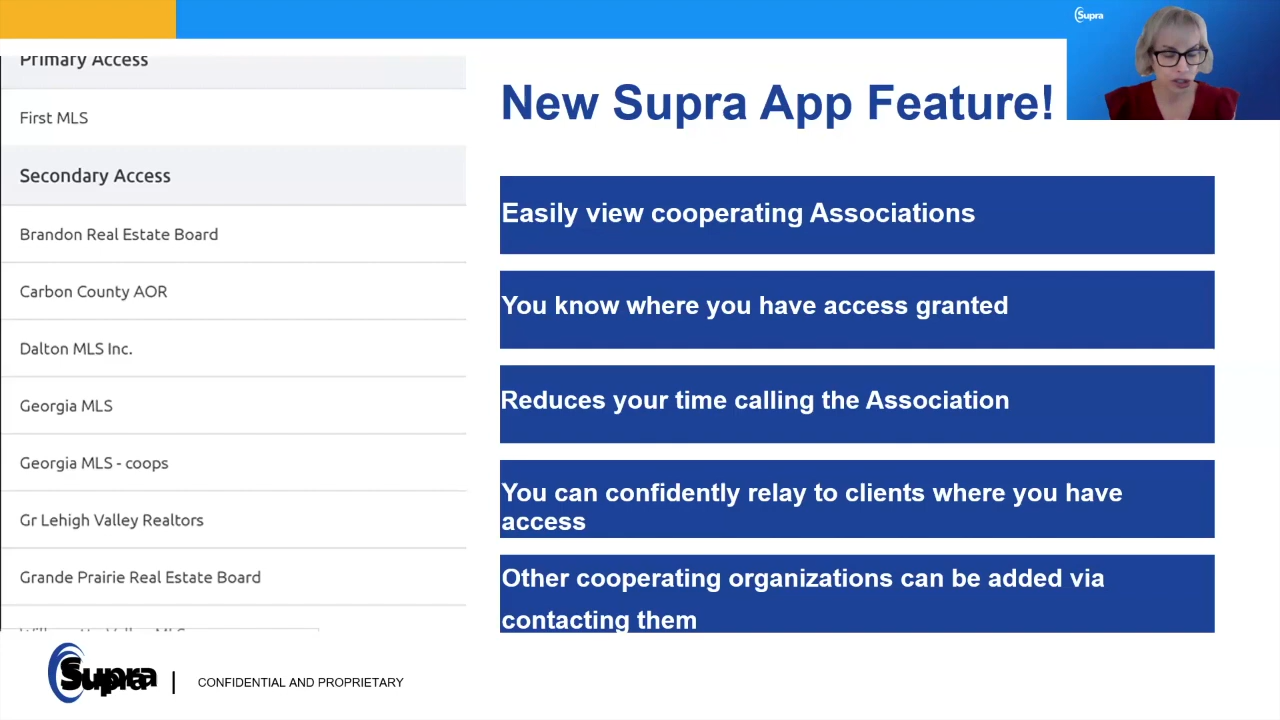 Supra
Primary Access
First MLS
Secondary Access
Brandon Real Estate Board
Carbon County AOR
Dalton MLS Inc.
Georgia MLS
Georgia MLS - coops
Gr Lehigh Valley Realtors
Grande Prairie Real Estate Board
New Supra App Feature!
Easily view cooperating Associations
You know where you have access granted
Reduces your time calling the Association
You can confidently relay to clients where you have
access
Other cooperating organizations can be added via
contacting them
Supra
CONFIDENTIAL AND PROPRIETARY